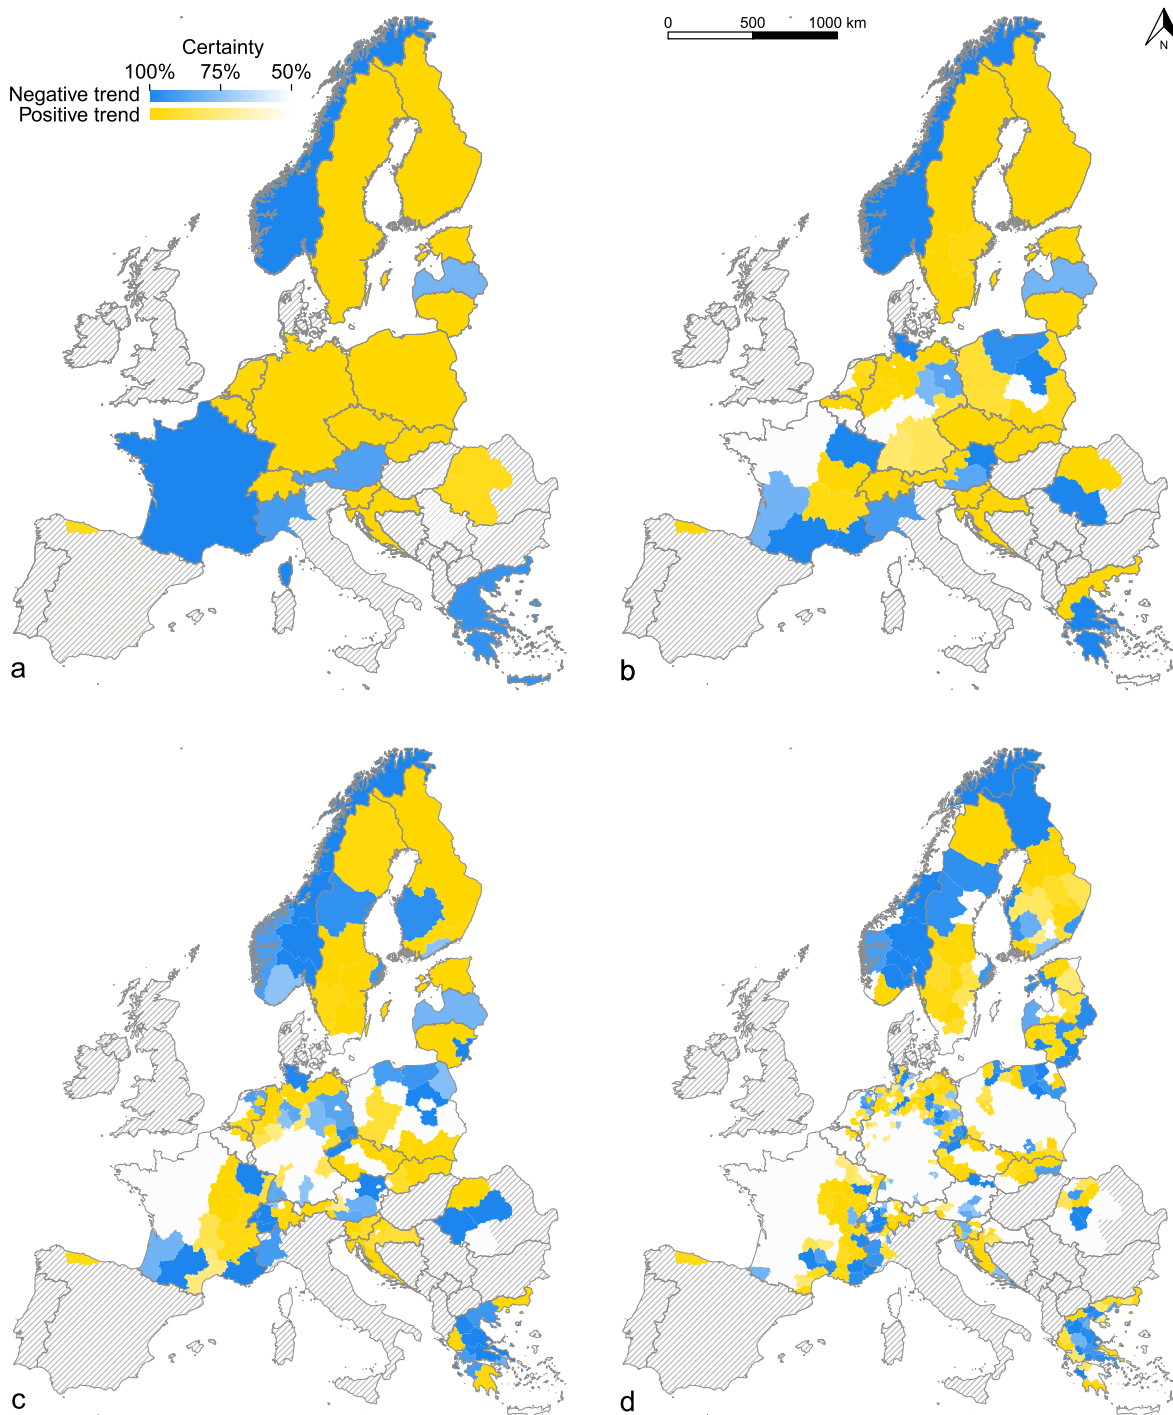 Certainty
100% 75% 50%
Negative trend
Positive trend
0 500 1000 km
N
a
b
c
d